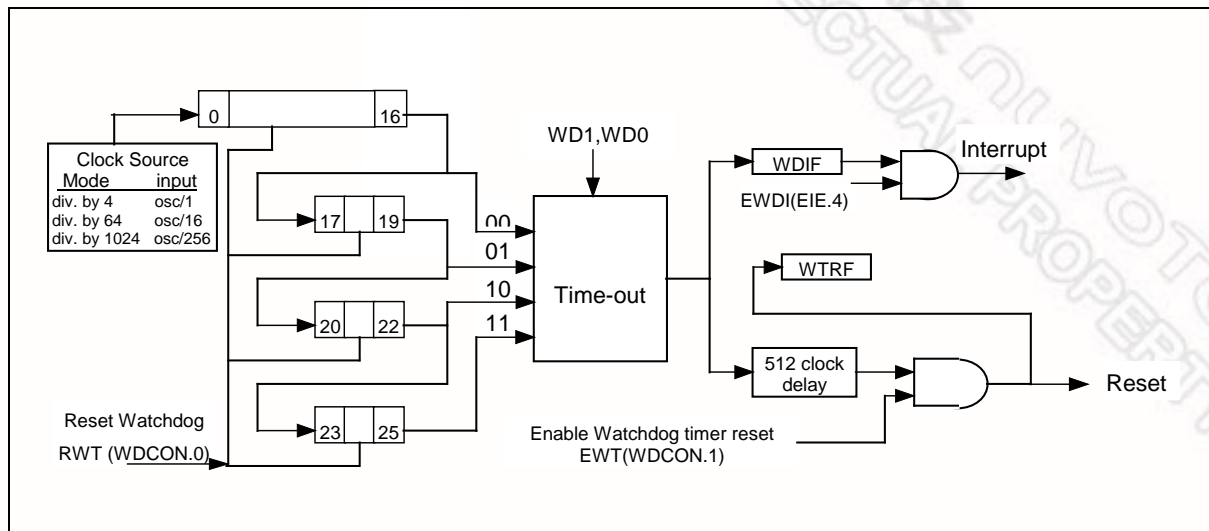 0 16
Clock Source
Mode input
div. by 4 osc/1
div. by 64 osc/16
div. by 1024 osc/256
17 19
20 22
23 25
Reset Watchdog
RWT (WDCON.0)
WD1,WD0
00
01
10
11
Time-out
WDIF
EWDI(EIE.4)
Interrupt
WTRF
512 clock
delay
Reset
Enable Watchdog timer reset
EWT(WDCON.1)
nuvoTo
ECTUAL PROPERTY